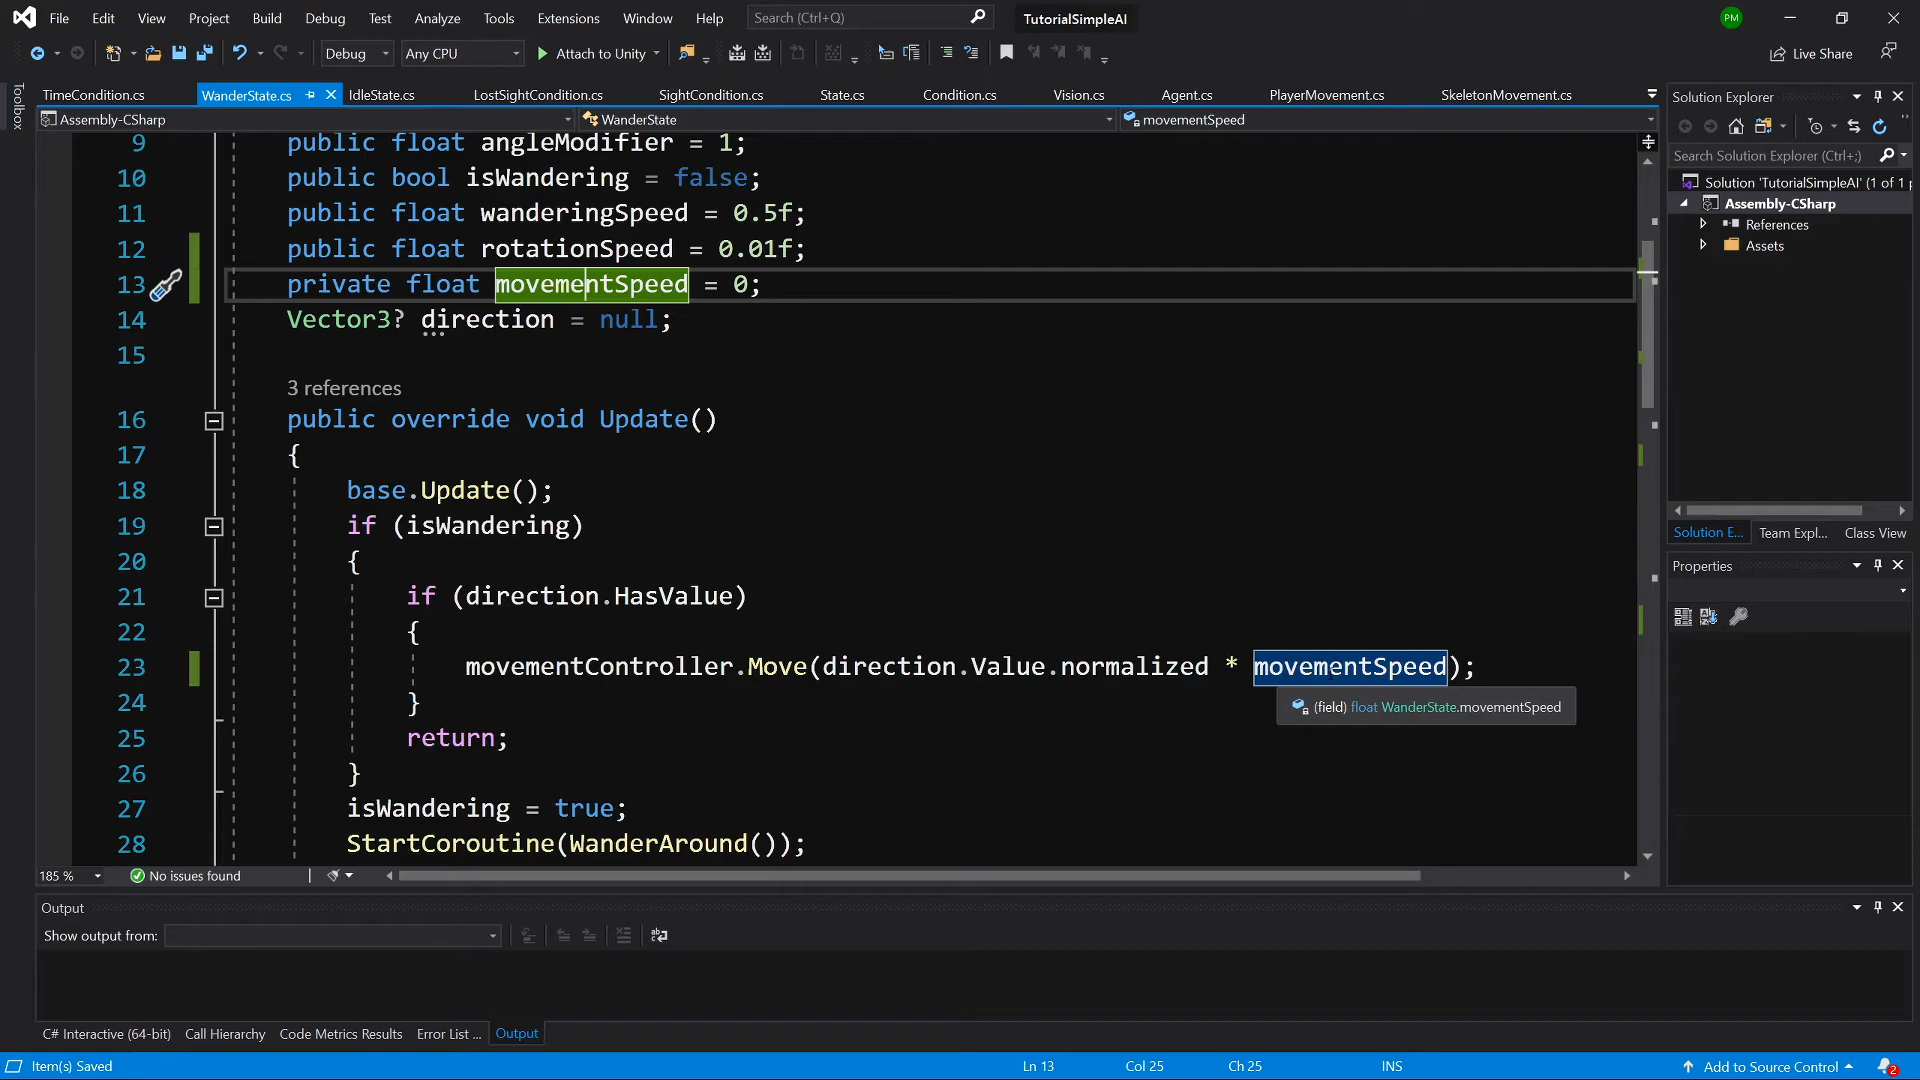 File Edit View Project Build Debug Test Analyze Tools Extensions Window Help Search (Ctrl+Q) TutorialSimpleAI PM
Debug Any CPU Attach to Unity Live Share
Toolbox
TimeCondition.cs WanderState.cs IdleState.cs LostSightCondition.cs SightCondition.cs State.cs Condition.cs Vision.cs Agent.cs PlayerMovement.cs SkeletonMovement.cs
Assembly-CSharp WanderState movementSpeed
9 public float angleModifier = 1;
10 public bool isWandering = false;
11 public float wanderingSpeed = 0.5f;
12 public float rotationSpeed = 0.01f;
13 private float movementSpeed = 0;
14 Vector3? direction = null;
15
3 references
16 public override void Update()
17 {
18 base.Update();
19 if (isWandering)
20 {
21 if (direction.HasValue)
22 {
23 movementController.Move(direction.Value.normalized * movementSpeed);
(field) float WanderState.movementSpeed
24 }
25 return;
26 }
27 isWandering = true;
28 StartCoroutine(WanderAround());
185 % No issues found
Solution Explorer
Search Solution Explorer (Ctrl+;)
Solution 'TutorialSimpleAI' (1 of 1 p
Assembly-CSharp
References
Assets
Solution E... Team Expl... Class View
Properties
Output
Show output from:
C# Interactive (64-bit) Call Hierarchy Code Metrics Results Error List ... Output
Item(s) Saved Ln 13 Col 25 Ch 25 INS Add to Source Control 2